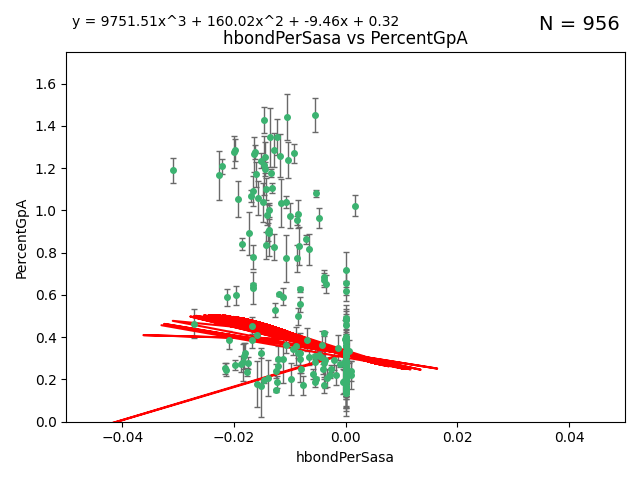 y = 9751.51x^3 + 160.02x^2 + -9.46x + 0.32
N = 956
hbondPerSasa vs PercentGpA
1.6
1.4
1.2
1.0
0.8
0.6
0.4
0.2
0.0
PercentGpA
−0.04 −0.02 0.00 0.02 0.04
hbondPerSasa